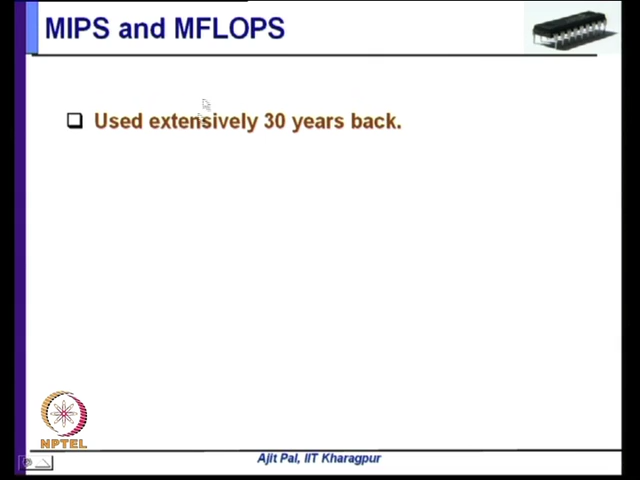 MIPS and MFLOPS
Used extensively 30 years back.
NPTEL
Ajit Pal, IIT Kharagpur